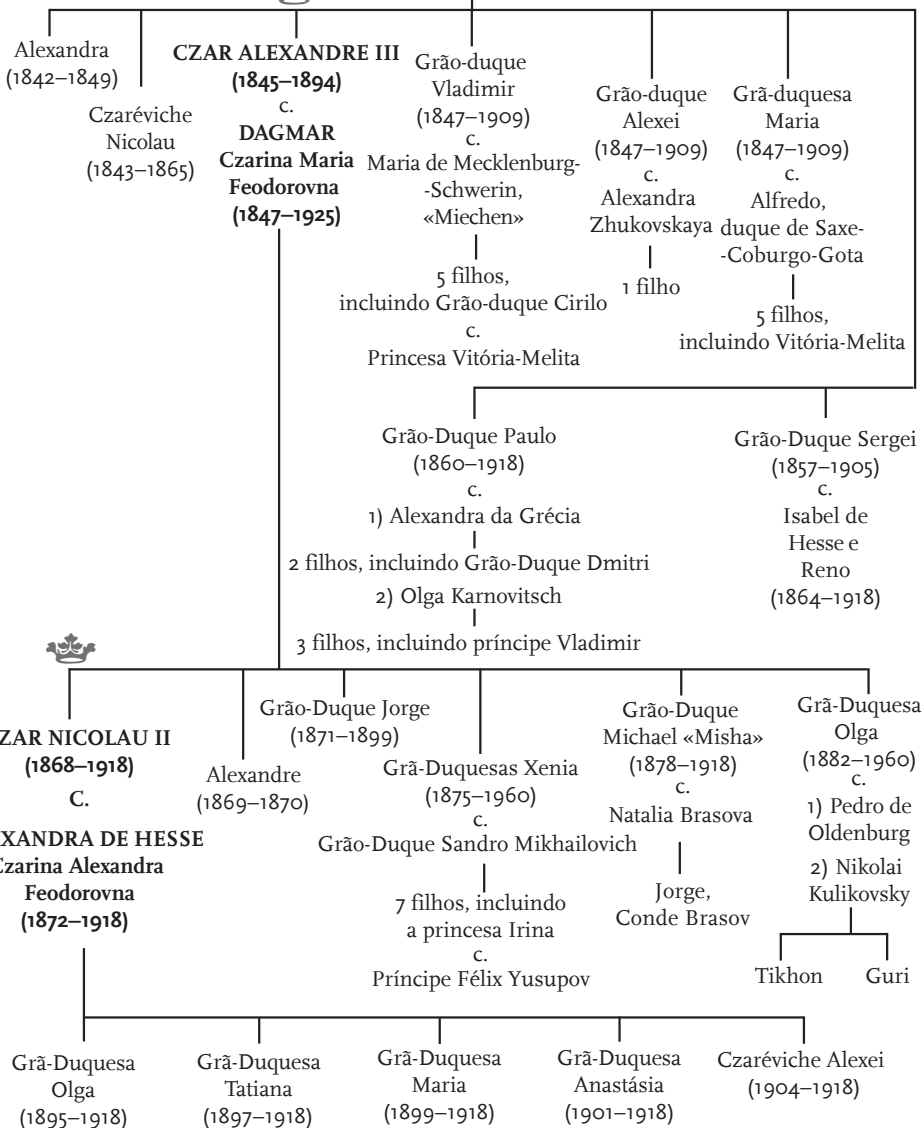 Alexandra
(1842–1849)
Czaréviche
Nicolau
(1843–1865)
CZAR ALEXANDRE III
(1845–1894)
c.
DAGMAR
Czarina Maria
Feodorovna
(1847–1925)
Grão-duque
Vladimir
(1847–1909)
c.
Maria de Mecklenburg-
-Schwerin,
«Miechen»
5 filhos,
incluindo Grão-duque Cirilo
c.
Princesa Vitória-Melita
Grão-duque
Alexei
(1847–1909)
c.
Alexandra
Zhukovskaya
1 filho
Grã-duquesa
Maria
(1847–1909)
c.
Alfredo,
duque de Saxe-
-Coburgo-Gota
5 filhos,
incluindo Vitória-Melita
Grão-Duque Paulo
(1860–1918)
c.
1) Alexandra da Grécia
2 filhos, incluindo Grão-Duque Dmitri
2) Olga Karnovitsch
3 filhos, incluindo príncipe Vladimir
Grão-Duque Sergei
(1857–1905)
c.
Isabel de
Hesse e
Reno
(1864–1918)
ZAR NICOLAU II
(1868–1918)
C.
XANDRA DE HESSE
Czarina Alexandra
Feodorovna
(1872–1918)
Alexandre
(1869–1870)
Grão-Duque Jorge
(1871–1899)
Grã-Duquesas Xenia
(1875–1960)
c.
Grão-Duque Sandro Mikhailovich
7 filhos, incluindo
a princesa Irina
c.
Príncipe Félix Yusupov
Grão-Duque
Michael «Misha»
(1878–1918)
c.
Natalia Brasova
Jorge,
Conde Brasov
Grã-Duquesa
Olga
(1882–1960)
c.
1) Pedro de
Oldenburg
2) Nikolai
Kulikovsky
Tikhon
Guri
Grã-Duquesa
Olga
(1895–1918)
Grã-Duquesa
Tatiana
(1897–1918)
Grã-Duquesa
Maria
(1899–1918)
Grã-Duquesa
Anastásia
(1901–1918)
Czaréviche Alexei
(1904–1918)